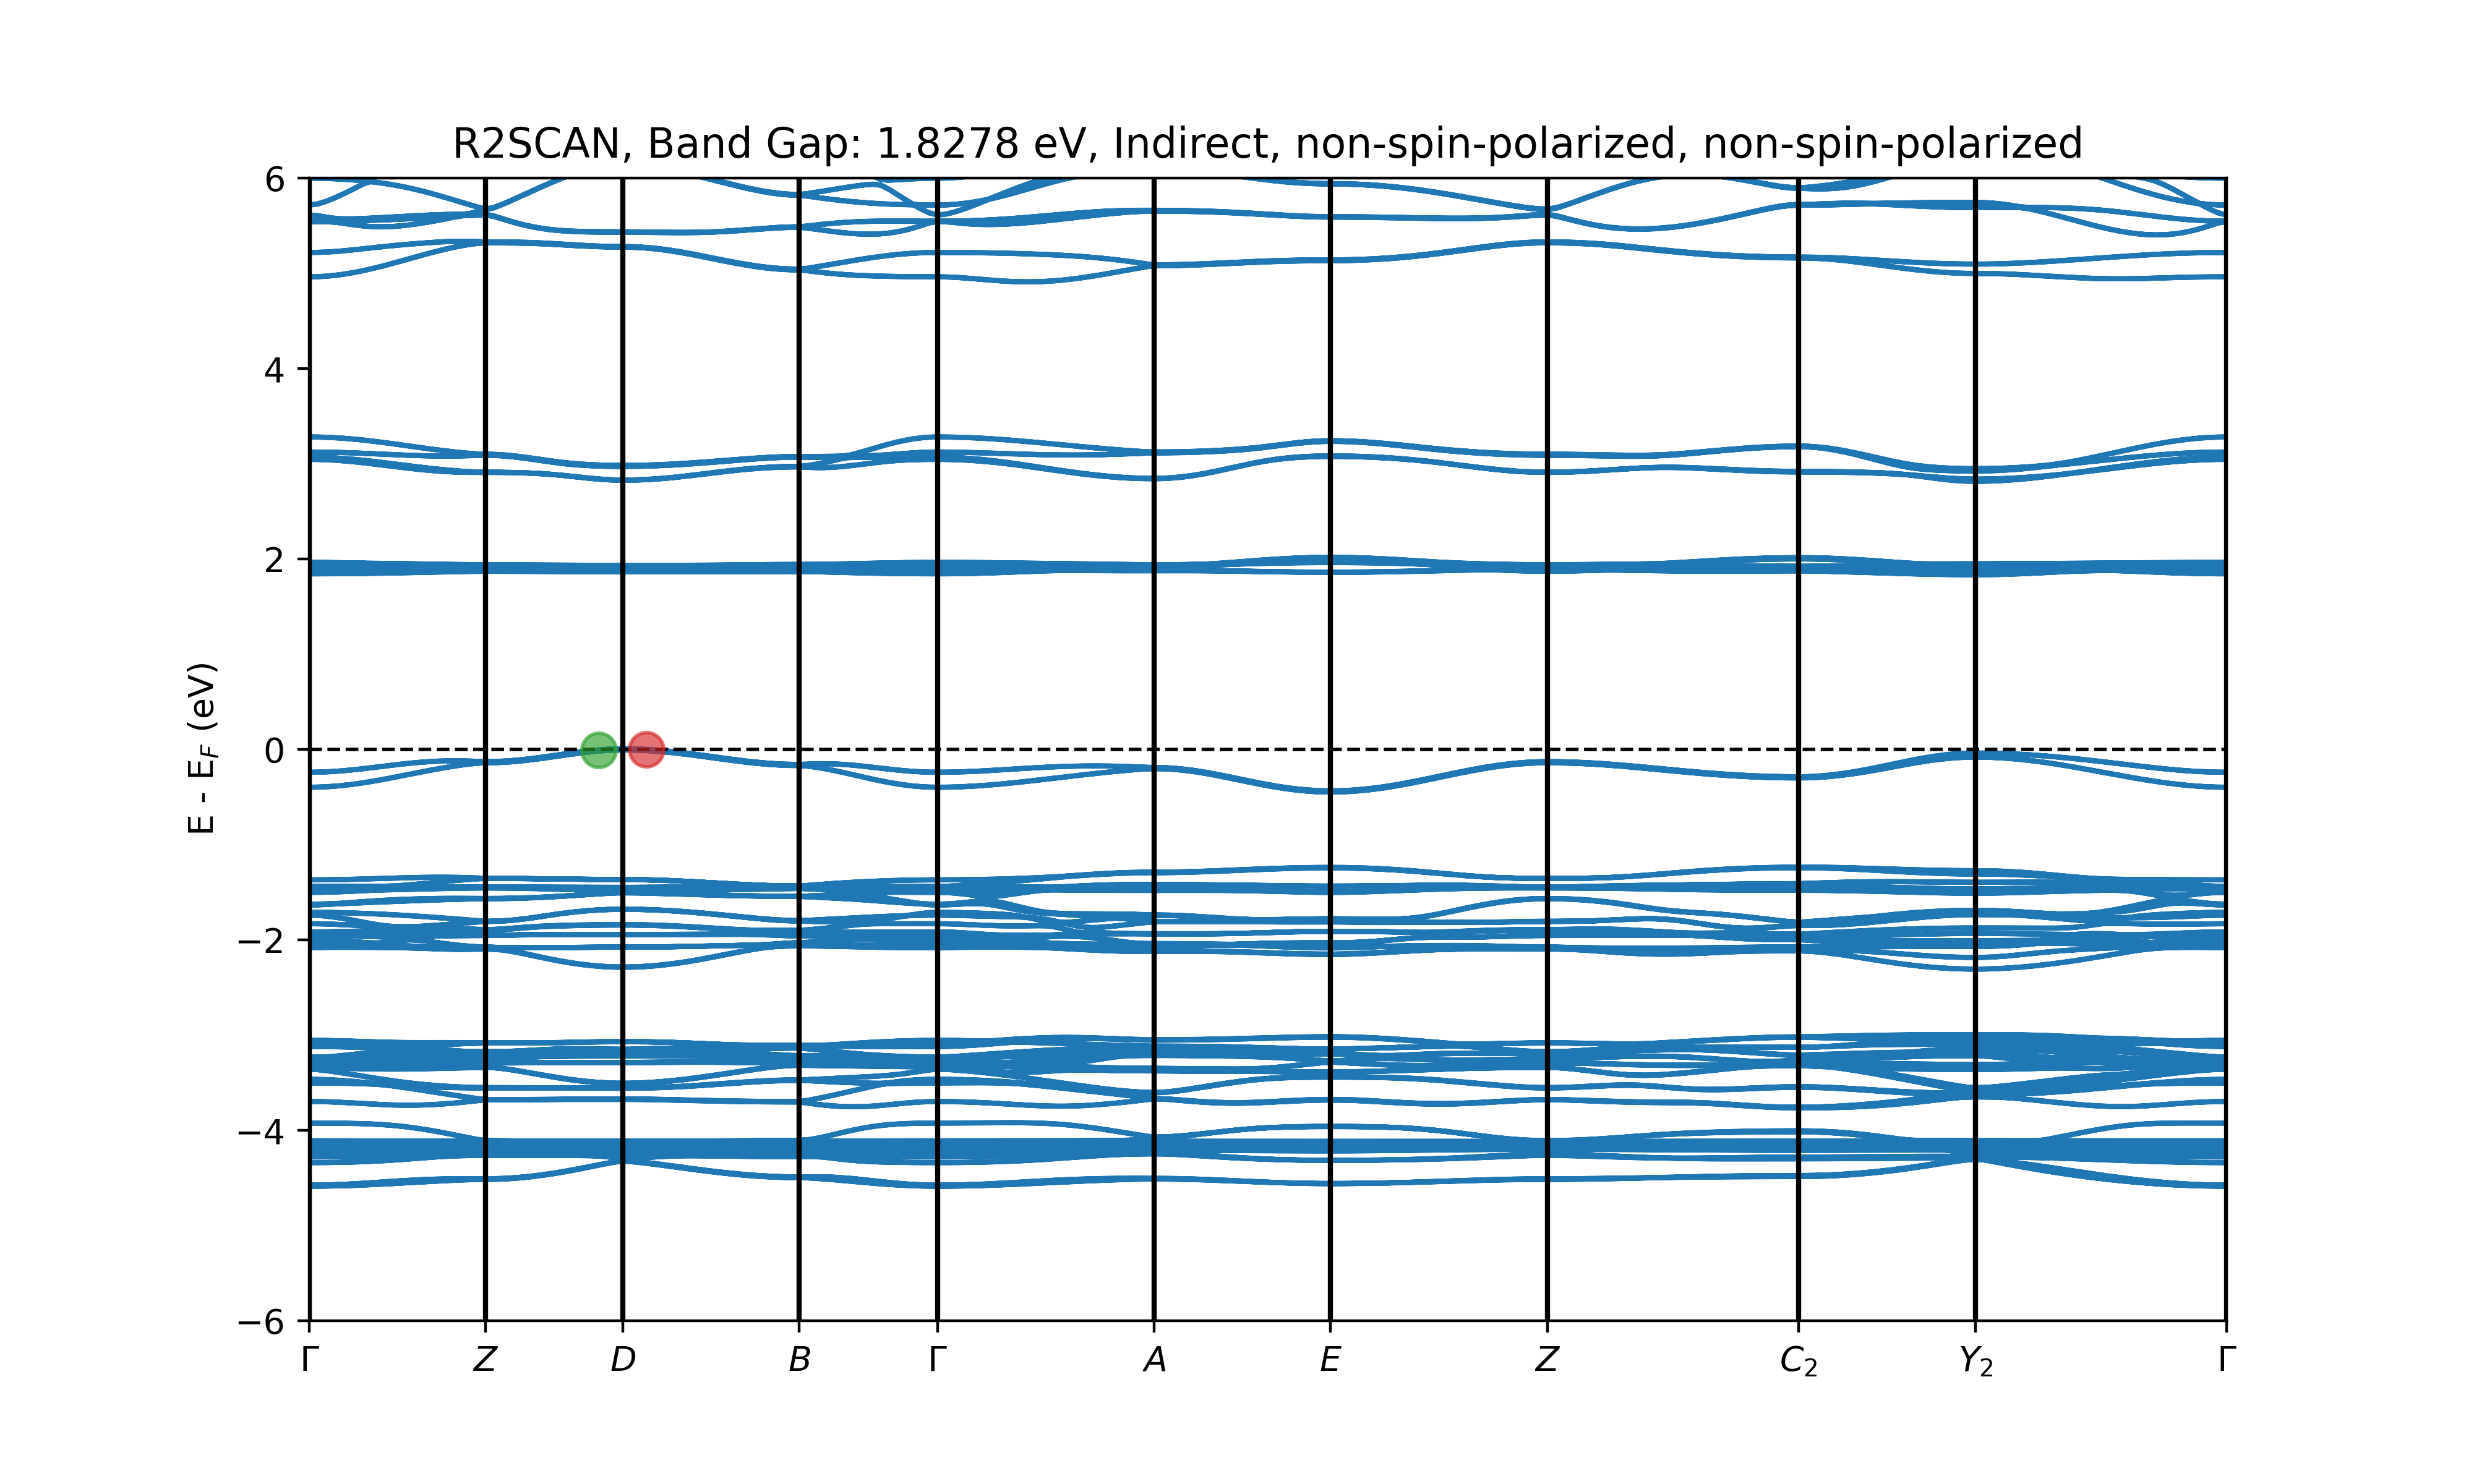 R2SCAN, Band Gap: 1.8278 eV, Indirect, non-spin-polarized, non-spin-polarized
6
4
2
0
−2
−4
−6
E - E_F (eV)
Γ Z D B Γ A E Z C₂ Y₂ Γ